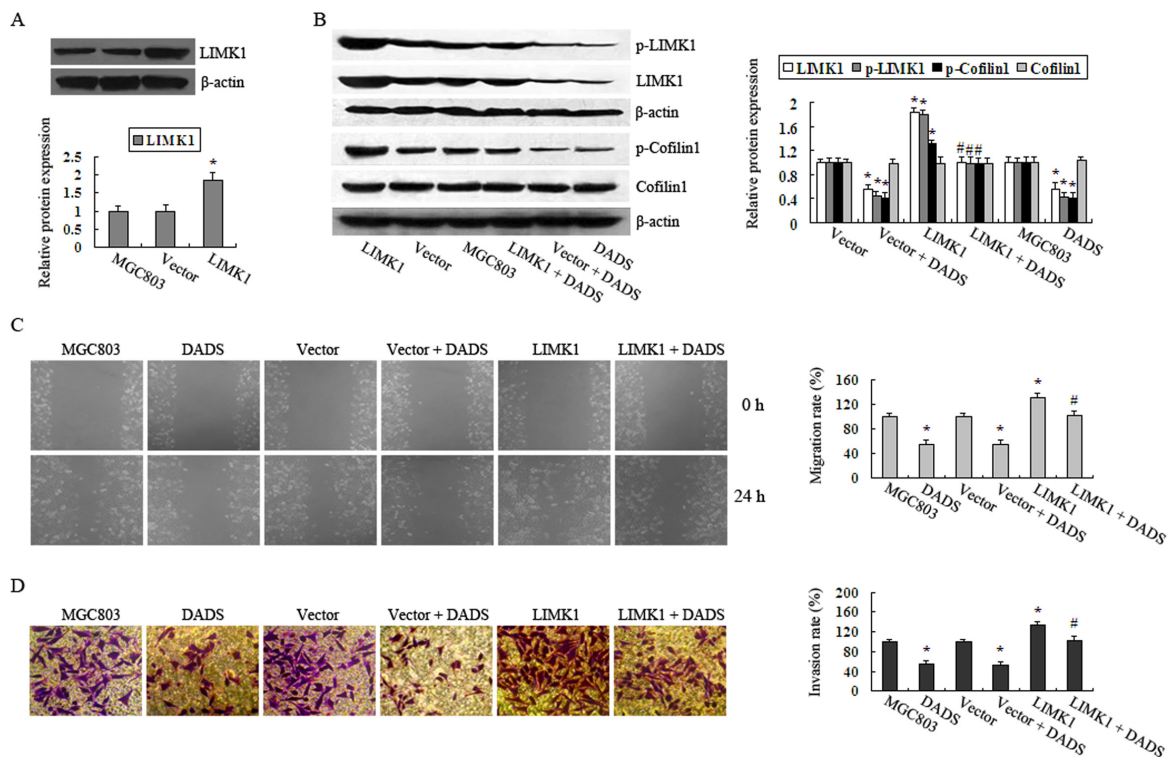 A
LIMK1
β-actin
LIMK1
Relative protein expression
2.5
2
1.5
1
0.5
0
*
MGC803
Vector
LIMK1
B
p-LIMK1
LIMK1
β-actin
p-Cofilin1
Cofilin1
β-actin
LIMK1
Vector
MGC803
LIMK1 + DADS
Vector + DADS
DADS
LIMK1 p-LIMK1 p-Cofilin1 Cofilin1
Relative protein expression
2
1.6
1.2
0.8
0.4
0
* * *
* * *
# # #
* * *
Vector
Vector + DADS
LIMK1
LIMK1 + DADS
MGC803
DADS
C
MGC803 DADS Vector Vector + DADS LIMK1 LIMK1 + DADS
0 h
24 h
Migration rate (%)
160
120
80
40
0
* * * #
MGC803
DADS
Vector
Vector + DADS
LIMK1
LIMK1 + DADS
D
MGC803 DADS Vector Vector + DADS LIMK1 LIMK1 + DADS
Invasion rate (%)
200
160
120
80
40
0
* * * #
MGC803
DADS
Vector
Vector + DADS
LIMK1
LIMK1 + DADS